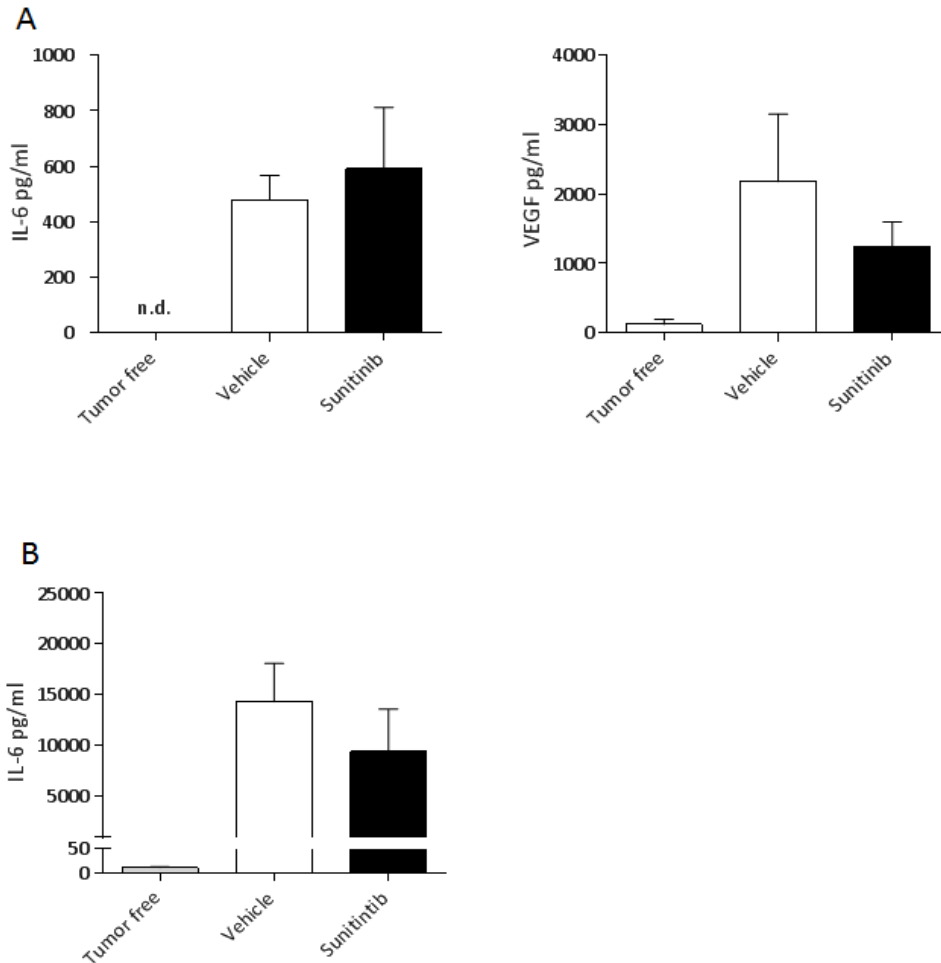 A
1000
800
600
400
200
0
IL-6 pg/ml
n.d.
Tumor free
Vehicle
Sunitinib
4000
3000
2000
1000
0
VEGF pg/ml
Tumor free
Vehicle
Sunitinib
B
25000
20000
15000
10000
5000
50
0
IL-6 pg/ml
Tumor free
Vehicle
Sunitintib